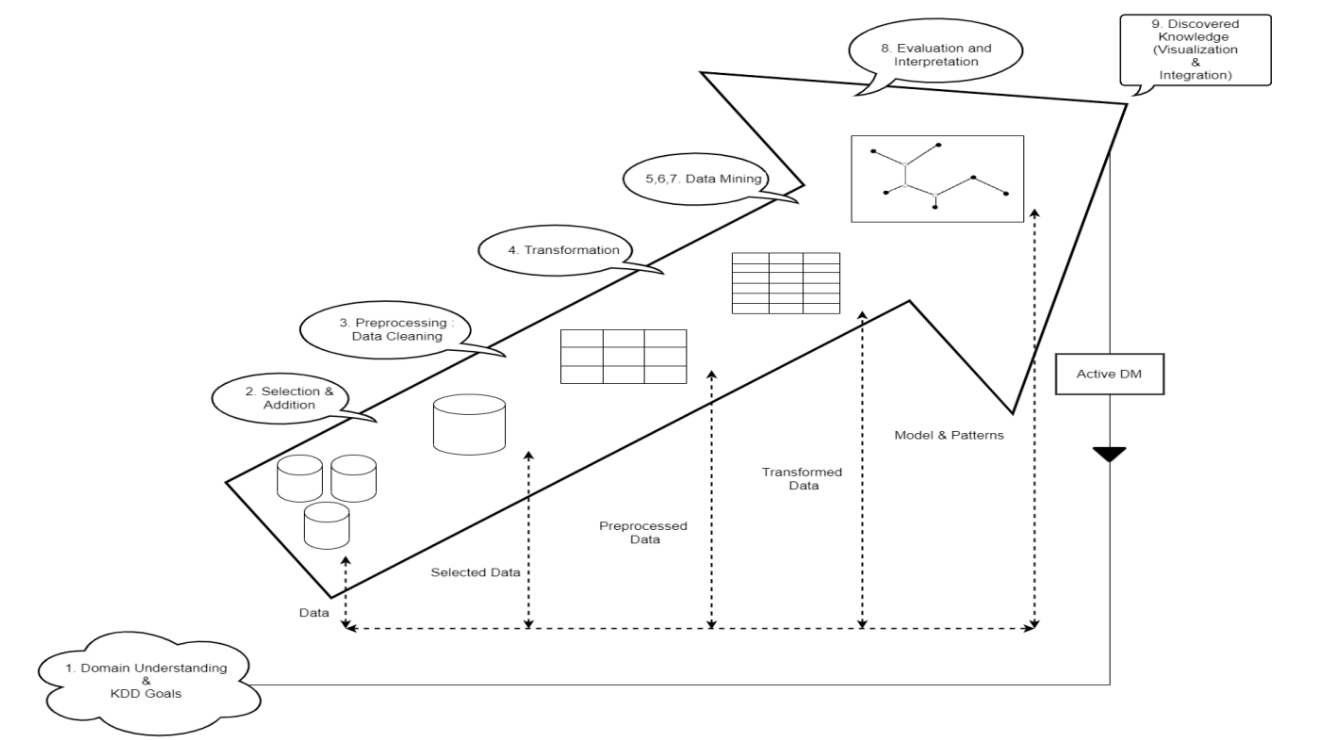 9. Discovered
Knowledge
(Visualization
&
Integration)
8. Evaluation and
Interpretation
5,6,7. Data Mining
4. Transformation
3. Preprocessing :
Data Cleaning
2. Selection &
Addition
Active DM
Model & Patterns
Transformed
Data
Preprocessed
Data
Selected Data
Data
1. Domain Understanding
&
KDD Goals